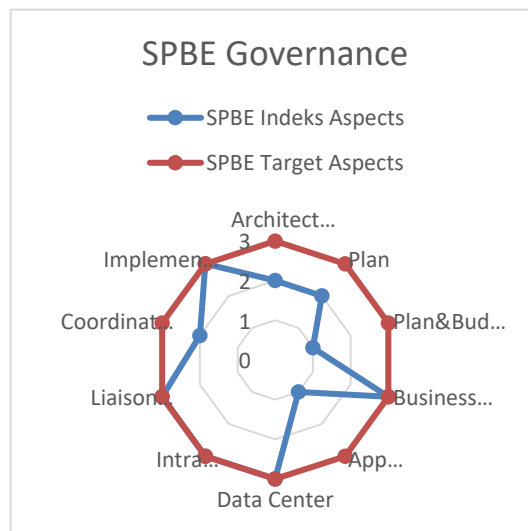 SPBE Governance
SPBE Indeks Aspects
SPBE Target Aspects
Architect...
Plan
Plan&Bud...
Business...
App...
Data Center
Intra...
Liaison...
Coordinat...
Implemen...
3
2
1
0